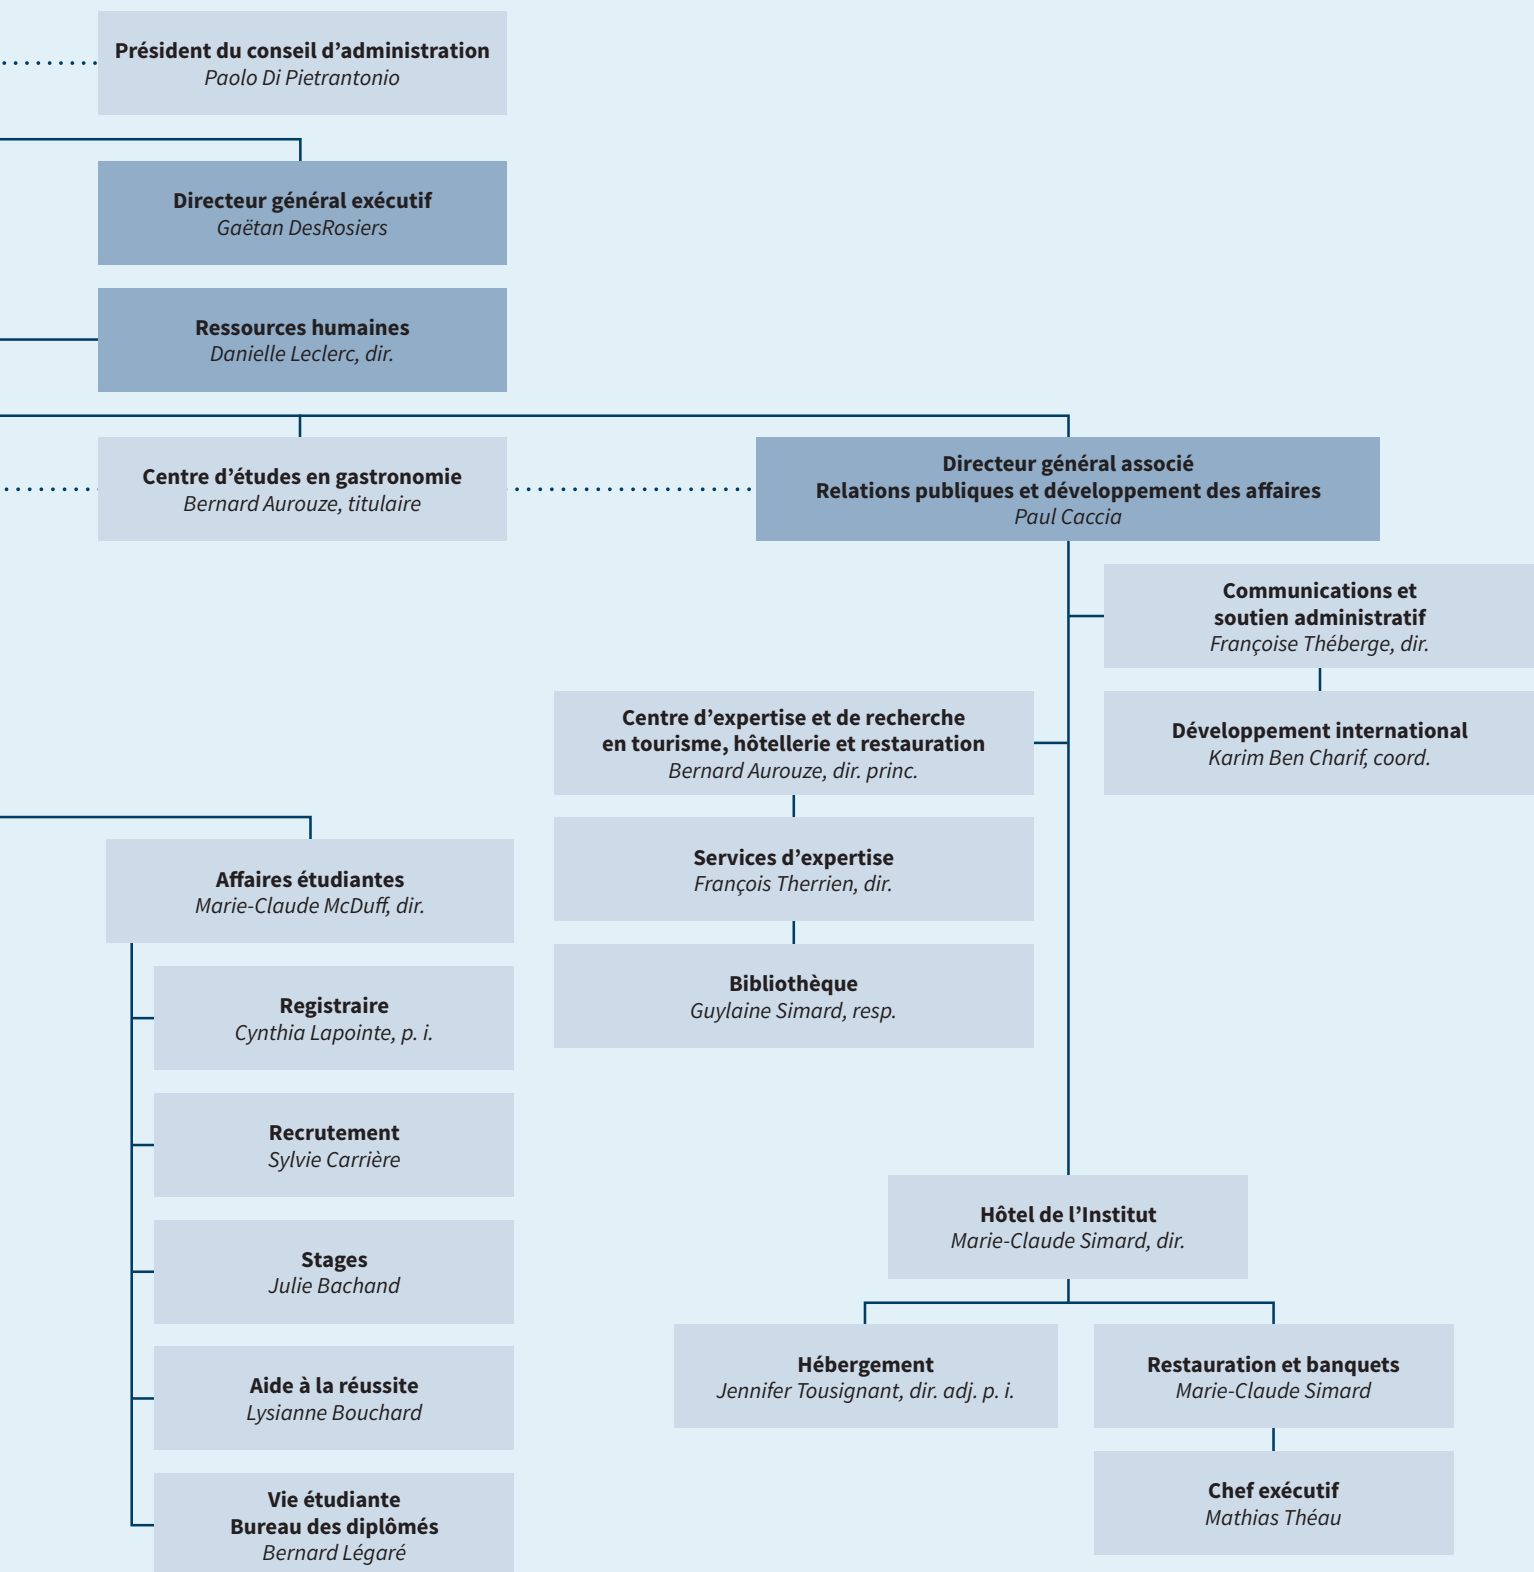 Président du conseil d’administration
Paolo Di Pietrantonio
Directeur général exécutif
Gaëtan DesRosiers
Ressources humaines
Danielle Leclerc, dir.
Centre d’études en gastronomie
Bernard Aurouze, titulaire
Directeur général associé
Relations publiques et développement des affaires
Paul Caccia
Communications et
soutien administratif
Françoise Théberge, dir.
Développement international
Karim Ben Charif, coord.
Centre d’expertise et de recherche
en tourisme, hôtellerie et restauration
Bernard Aurouze, dir. princ.
Services d’expertise
François Therrien, dir.
Bibliothèque
Guylaine Simard, resp.
Affaires étudiantes
Marie-Claude McDuff, dir.
Registraire
Cynthia Lapointe, p. i.
Recrutement
Sylvie Carrière
Stages
Julie Bachand
Aide à la réussite
Lysianne Bouchard
Vie étudiante
Bureau des diplômés
Bernard Légaré
Hôtel de l’Institut
Marie-Claude Simard, dir.
Hébergement
Jennifer Tousignant, dir. adj. p. i.
Restauration et banquets
Marie-Claude Simard
Chef exécutif
Mathias Théau